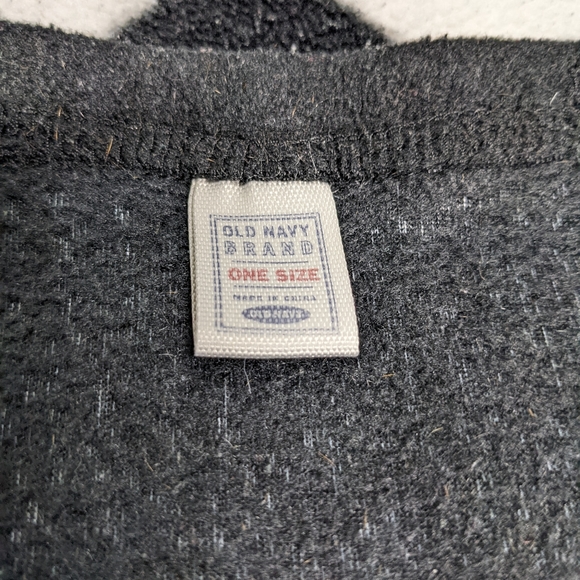 OLD NAVY
BRAND
ONE SIZE
MADE IN CHINA
OLD NAVY